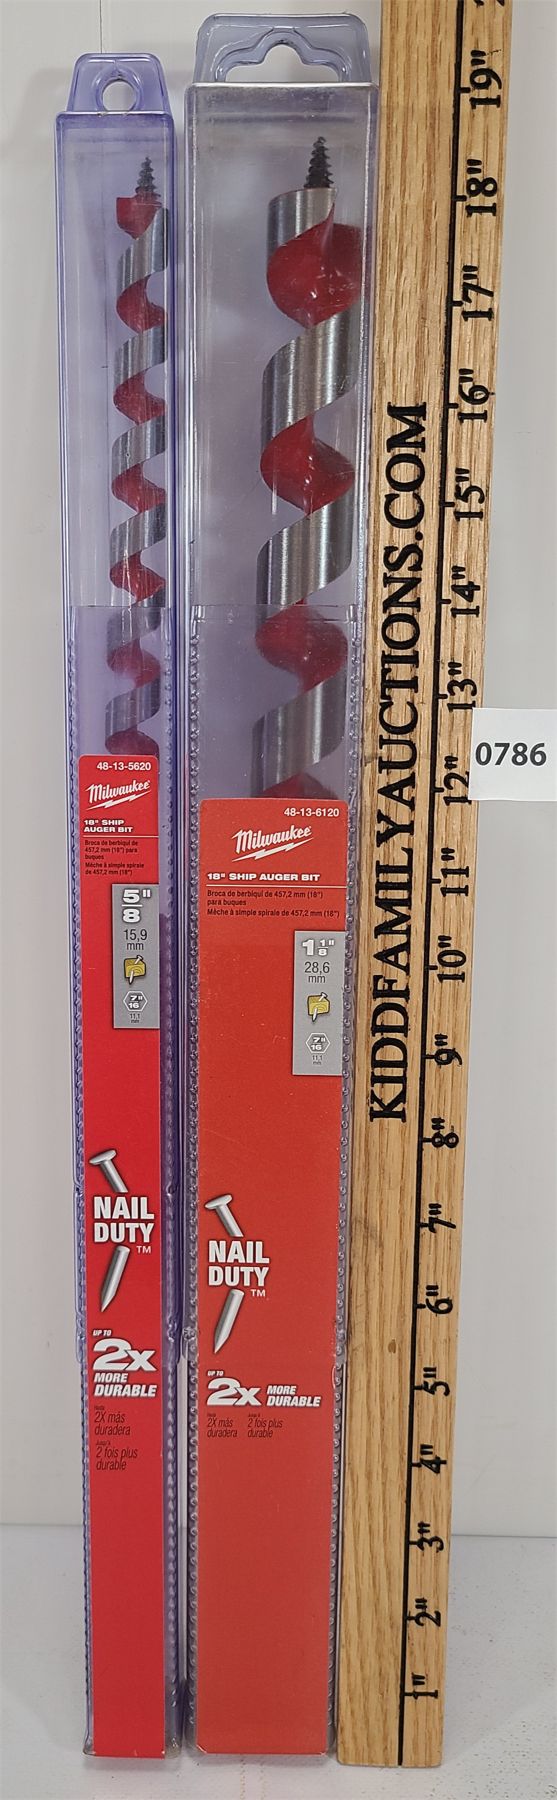 48-13-5620
Milwaukee
18" SHIP
AUGER BIT
Broca de berbiquí de
457,2 mm (18") para
buques
Mèche à simple spirale
de 457,2 mm (18")
5/8"
15,9
mm
7/16"
11,1
mm
NAIL
DUTY™
UP TO
2X
MORE
DURABLE
Hasta
2X más
duradera
Jusqu'à
2 fois plus
durable
48-13-6120
Milwaukee
18" SHIP AUGER BIT
Broca de berbiquí de 457,2 mm (18")
para buques
Mèche à simple spirale de 457,2 mm (18")
1 1/8"
28,6
mm
7/16"
11,1
mm
NAIL
DUTY™
UP TO
2X MORE
DURABLE
Hasta
2X más
duradera
Jusqu'à
2 fois plus
durable
KIDDFAMILYAUCTIONS.COM
19"
18"
17"
16"
15"
14"
13"
12"
11"
10"
9"
8"
7"
6"
5"
4"
3"
2"
1"
0786